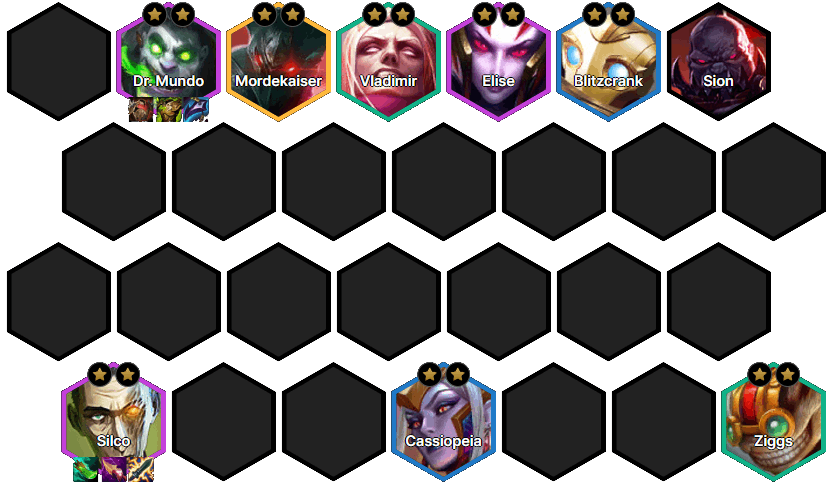 Dr. Mundo
Mordekaiser
Vladimir
Elise
Blitzcrank
Sion
Silco
Cassiopeia
Ziggs